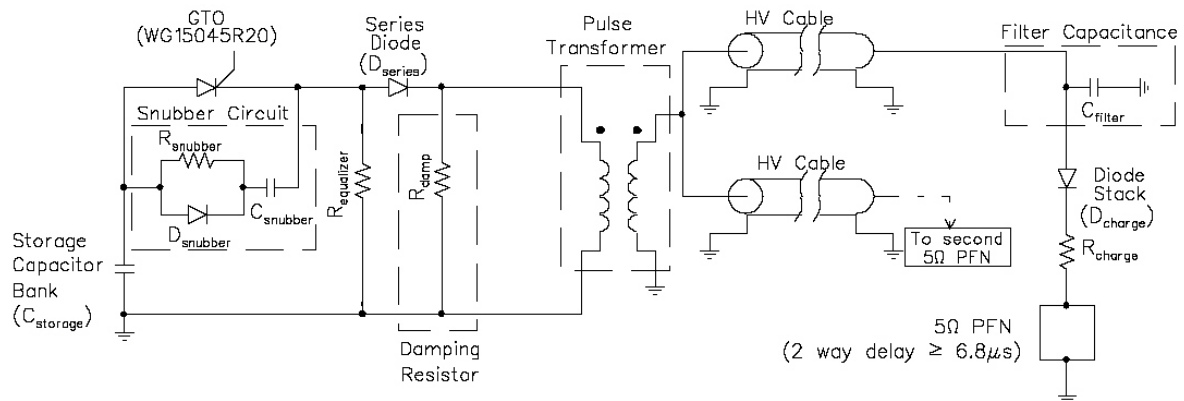 GTO
(WG15045R20)
Series
Diode
(Dseries)
Pulse
Transformer
HV Cable
Filter Capacitance
Snubber Circuit
Rsnubber
Dsnubber
Csnubber
Requalizer
Rdamp
Cfilter
HV Cable
Diode
Stack
(Dcharge)
Rcharge
To second
5Ω PFN
Storage
Capacitor
Bank
(Cstorage)
Damping
Resistor
5Ω PFN
(2 way delay ≥ 6.8μs)